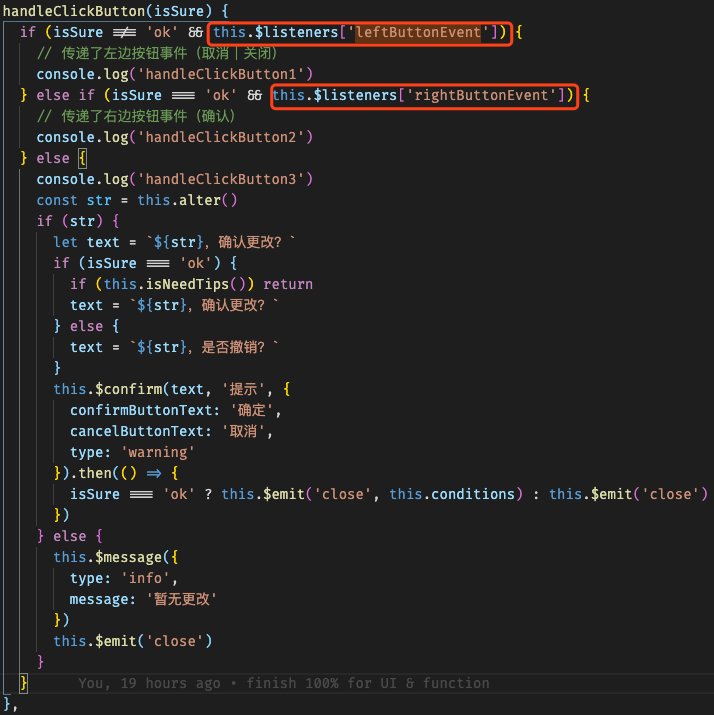 handleClickButton(isSure) {
if (isSure !== 'ok' && this.$listeners['leftButtonEvent']) {
// 传递了左边按钮事件（取消｜关闭）
console.log('handleClickButton1')
} else if (isSure === 'ok' && this.$listeners['rightButtonEvent']) {
// 传递了右边按钮事件（确认）
console.log('handleClickButton2')
} else {
console.log('handleClickButton3')
const str = this.alter()
if (str) {
let text = `${str}，确认更改？`
if (isSure === 'ok') {
if (this.isNeedTips()) return
text = `${str}，确认更改？`
} else {
text = `${str}，是否撤销？`
}
this.$confirm(text, '提示', {
confirmButtonText: '确定',
cancelButtonText: '取消',
type: 'warning'
}).then(() => {
isSure === 'ok' ? this.$emit('close', this.conditions) : this.$emit('close')
})
} else {
this.$message({
type: 'info',
message: '暂无更改'
})
this.$emit('close')
}
} You, 19 hours ago • finish 100% for UI & function
},